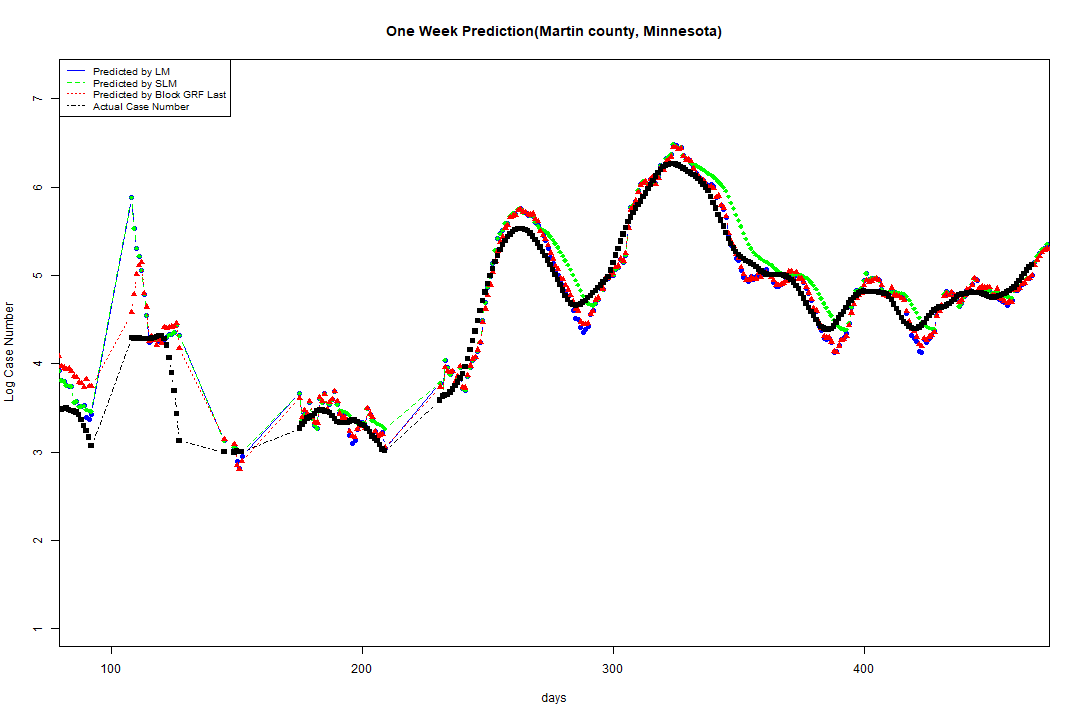 One Week Prediction(Martin county, Minnesota)
Predicted by LM
Predicted by SLM
Predicted by Block GRF Last
Actual Case Number
7
6
5
4
3
2
1
Log Case Number
100 200 300 400
days